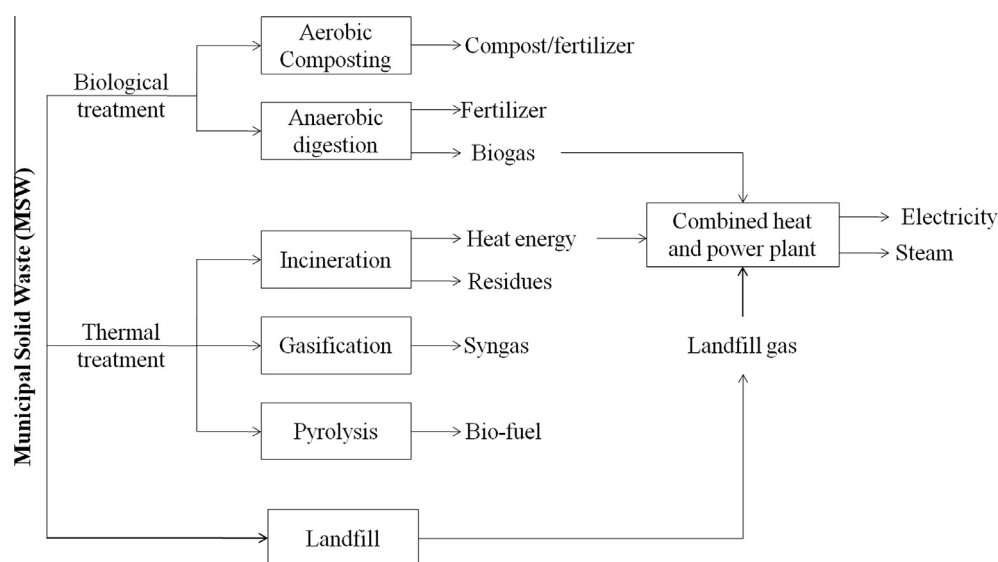 Municipal Solid Waste (MSW)
Biological
treatment
Aerobic
Composting
Compost/fertilizer
Anaerobic
digestion
Fertilizer
Biogas
Thermal
treatment
Incineration
Heat energy
Residues
Gasification
Syngas
Pyrolysis
Bio-fuel
Landfill
Landfill gas
Combined heat
and power plant
Electricity
Steam